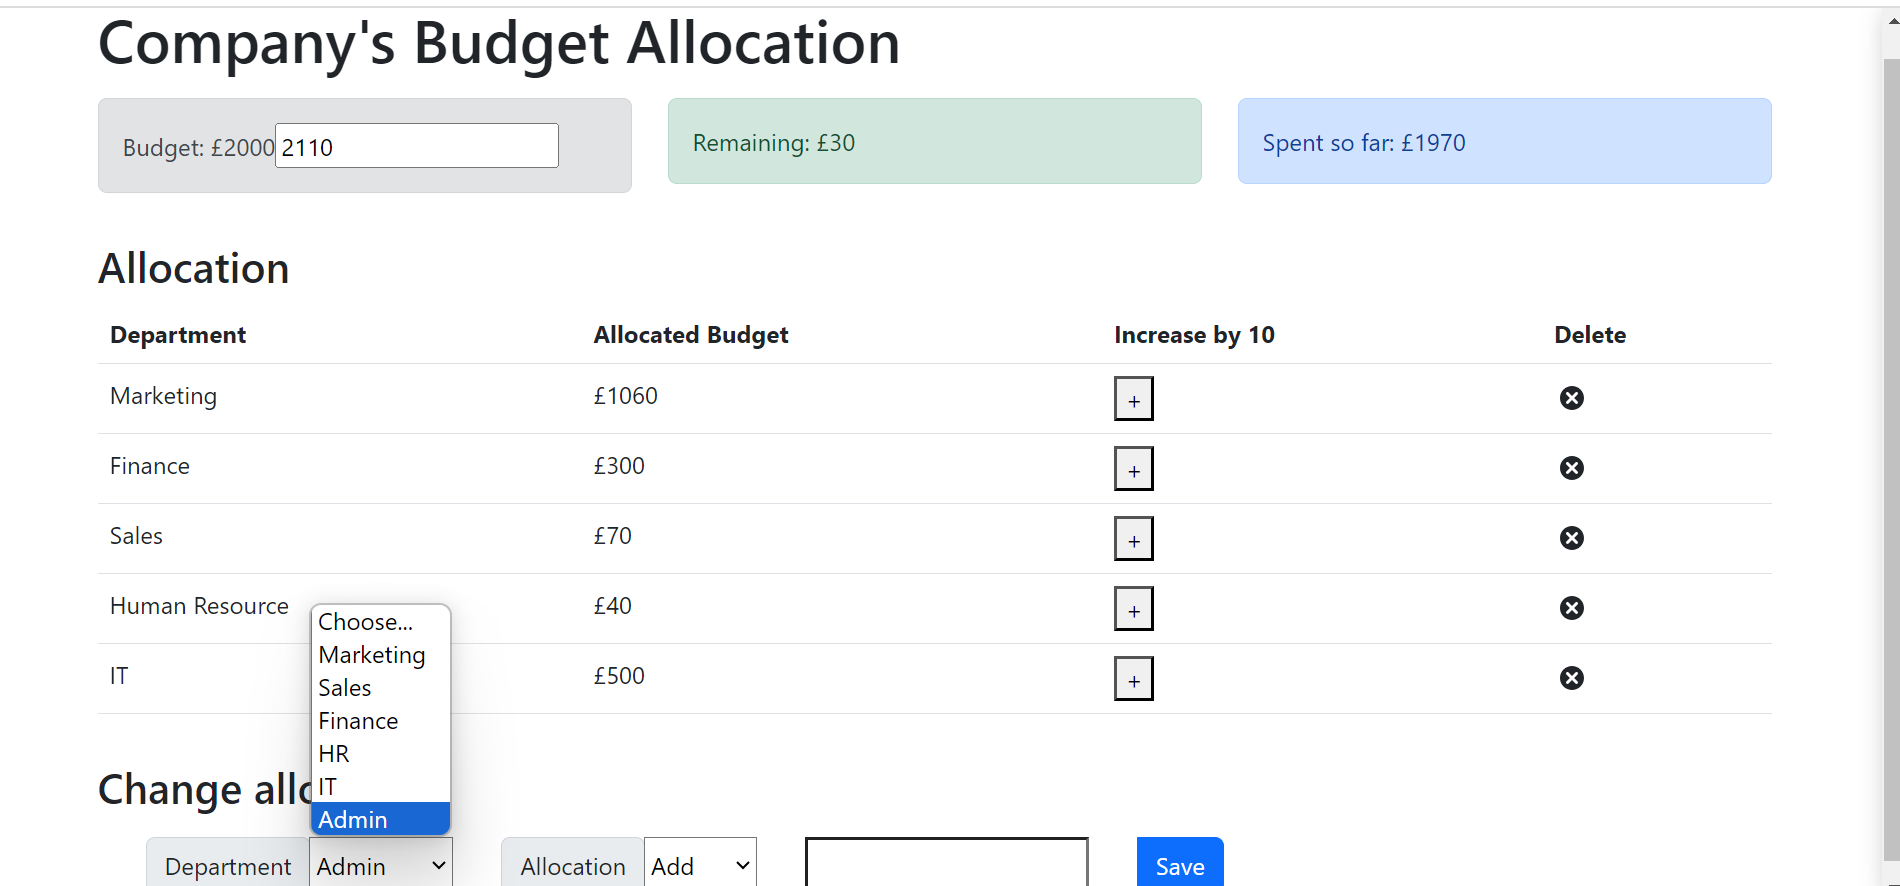 Company's Budget Allocation
Budget: £2000 2110
Remaining: £30
Spent so far: £1970
Allocation
Department Allocated Budget Increase by 10 Delete
Marketing £1060 +
Finance £300 +
Sales £70 +
Human Resource £40 +
IT £500 +
Choose...
Marketing
Sales
Finance
HR
IT
Admin
Change allo
Department Admin Allocation Add Save